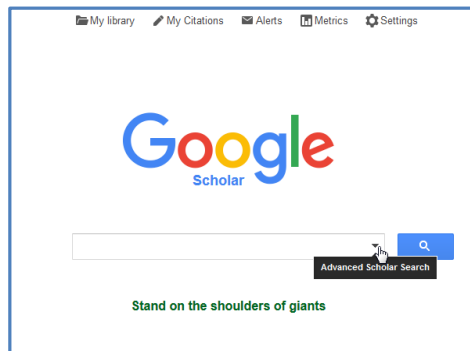 My library My Citations Alerts Metrics Settings
Google
Scholar
Advanced Scholar Search
Stand on the shoulders of giants